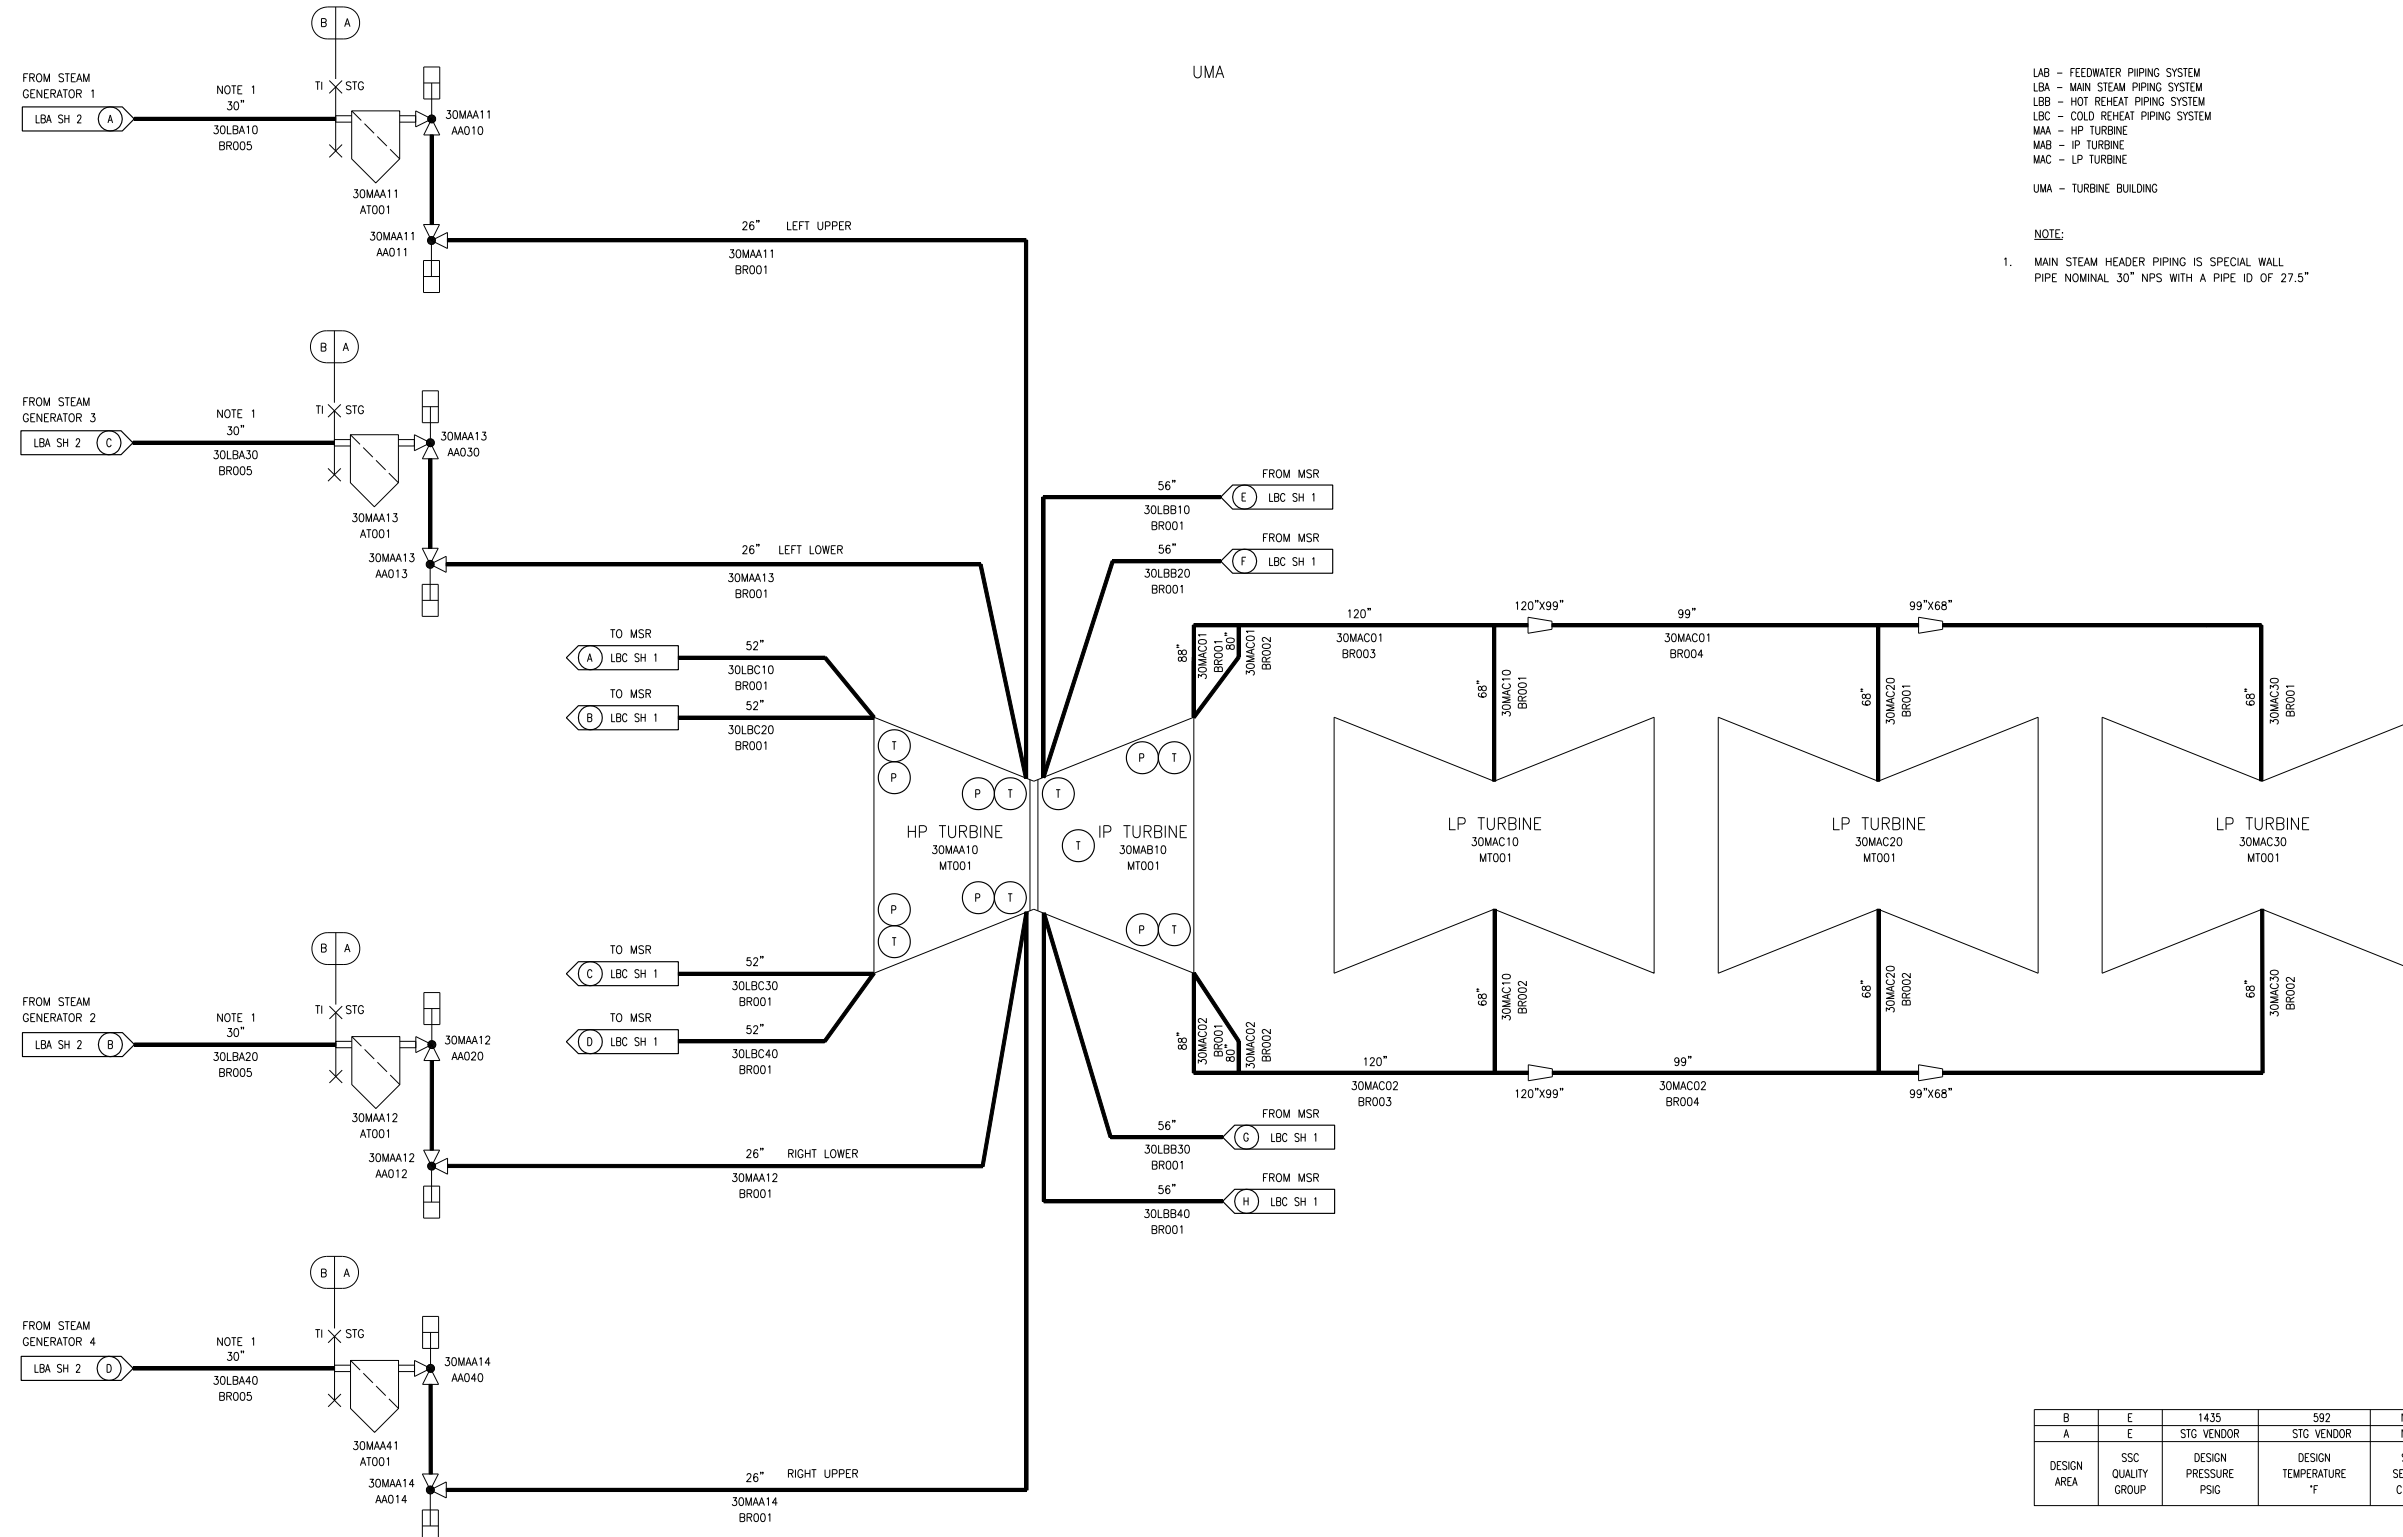 B A
FROM STEAM
GENERATOR 1
LBA SH 2 A
NOTE 1
30"
30LBA10
BR005
TI STG
30MAA11
AT001
30MAA11
AA010
30MAA11
AA011
26" LEFT UPPER
30MAA11
BR001
UMA
LAB - FEEDWATER PIIPING SYSTEM
LBA - MAIN STEAM PIPING SYSTEM
LBB - HOT REHEAT PIPING SYSTEM
LBC - COLD REHEAT PIPING SYSTEM
MAA - HP TURBINE
MAB - IP TURBINE
MAC - LP TURBINE
UMA - TURBINE BUILDING
NOTE:
1. MAIN STEAM HEADER PIPING IS SPECIAL WALL
PIPE NOMINAL 30" NPS WITH A PIPE ID OF 27.5"
B A
FROM STEAM
GENERATOR 3
LBA SH 2 C
NOTE 1
30"
30LBA30
BR005
TI STG
30MAA13
AT001
30MAA13
AA030
30MAA13
AA013
26" LEFT LOWER
30MAA13
BR001
TO MSR
A LBC SH 1
52"
30LBC10
BR001
TO MSR
B LBC SH 1
52"
30LBC20
BR001
FROM MSR
56"
E LBC SH 1
30LBB10
BR001
FROM MSR
56"
F LBC SH 1
30LBB20
BR001
88"
30MAC01
BR001
80"
30MAC01
BR002
120"
30MAC01
BR003
120"X99"
99"
30MAC01
BR004
99"X68"
68"
30MAC10
BR001
68"
30MAC20
BR001
68"
30MAC30
BR001
T
P
P T
T
P T
HP TURBINE
30MAA10
MT001
T
IP TURBINE
30MAB10
MT001
P T
P
T
P T
LP TURBINE
30MAC10
MT001
LP TURBINE
30MAC20
MT001
LP TURBINE
30MAC30
MT001
TO MSR
C LBC SH 1
52"
30LBC30
BR001
TO MSR
D LBC SH 1
52"
30LBC40
BR001
88"
30MAC02
BR001
80"
30MAC02
BR002
120"
30MAC02
BR003
120"X99"
99"
30MAC02
BR004
99"X68"
68"
30MAC10
BR002
68"
30MAC20
BR002
68"
30MAC30
BR002
FROM MSR
56"
G LBC SH 1
30LBB30
BR001
FROM MSR
56"
H LBC SH 1
30LBB40
BR001
B A
FROM STEAM
GENERATOR 2
LBA SH 2 B
NOTE 1
30"
30LBA20
BR005
TI STG
30MAA12
AT001
30MAA12
AA020
30MAA12
AA012
26" RIGHT LOWER
30MAA12
BR001
B A
FROM STEAM
GENERATOR 4
LBA SH 2 D
NOTE 1
30"
30LBA40
BR005
TI STG
30MAA41
AT001
30MAA14
AA040
30MAA14
AA014
26" RIGHT UPPER
30MAA14
BR001
B E 1435 592
A E STG VENDOR STG VENDOR
DESIGN
AREA
SSC
QUALITY
GROUP
DESIGN
PRESSURE
PSIG
DESIGN
TEMPERATURE
°F